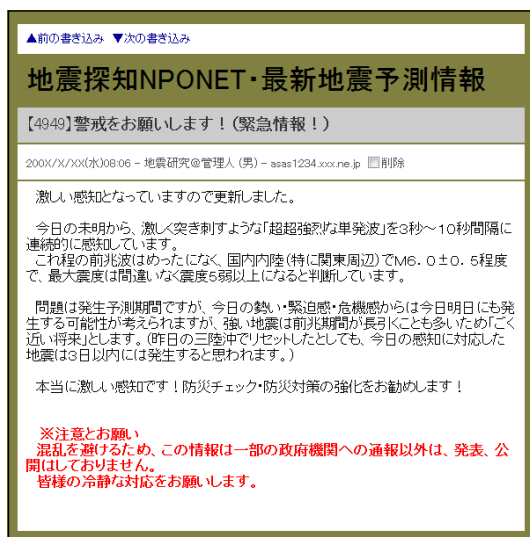 ▲前の書き込み ▼次の書き込み
地震探知NPONET・最新地震予測情報
【4949】警戒をお願いします！（緊急情報！）
200X/X/XX(水)08:06 - 地震研究＠管理人 (男) - asas1234.xxx.ne.jp □削除
激しい感知となっていますので更新しました。
今日の未明から、激しく突き刺すような「超超強烈な単発波」を3秒～10秒間隔に
連続的に感知しています。
これ程の前兆波はめったになく、国内内陸（特に関東周辺）でM6．0±0．5程度
で、最大震度は間違いなく震度5弱以上になると判断しています。
問題は発生予測期間ですが、今日の勢い・緊迫感・危機感からは今日明日にも発
生する可能性が考えられますが、強い地震は前兆期間が長引くことも多いため「ごく
近い将来」とします。（昨日の三陸沖でリセットしたとしても、今日の感知に対応した
地震は3日以内には発生すると思われます。）
本当に激しい感知です！防災チェック・防災対策の強化をお勧めします！
※注意とお願い
混乱を避けるため、この情報は一部の政府機関への通報以外は、発表、公
開はしておりません。
皆様の冷静な対応をお願いします。